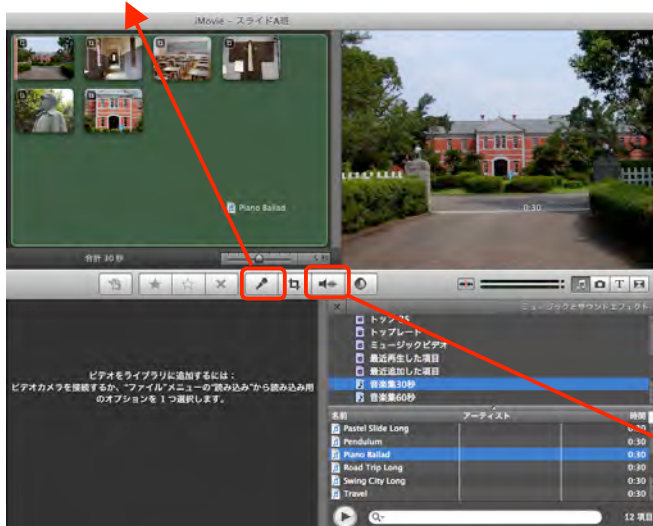 iMovie – スライドA班
Piano Ballad
0:30
合計 30 秒
5 秒
T
ミュージックとサウンドエフェクト
トップ 25
トップレート
ミュージックビデオ
最近再生した項目
最近追加した項目
音楽集30秒
音楽集60秒
ビデオをライブラリに追加するには：
ビデオカメラを接続するか、"ファイル"メニューの"読み込み"から読み込み用
のオプションを 1 つ選択します。
名前 アーティスト 時間
Pastel Slide Long 0:30
Pendulum 0:30
Piano Ballad 0:30
Road Trip Long 0:30
Swing City Long 0:30
Travel 0:30
12 項目